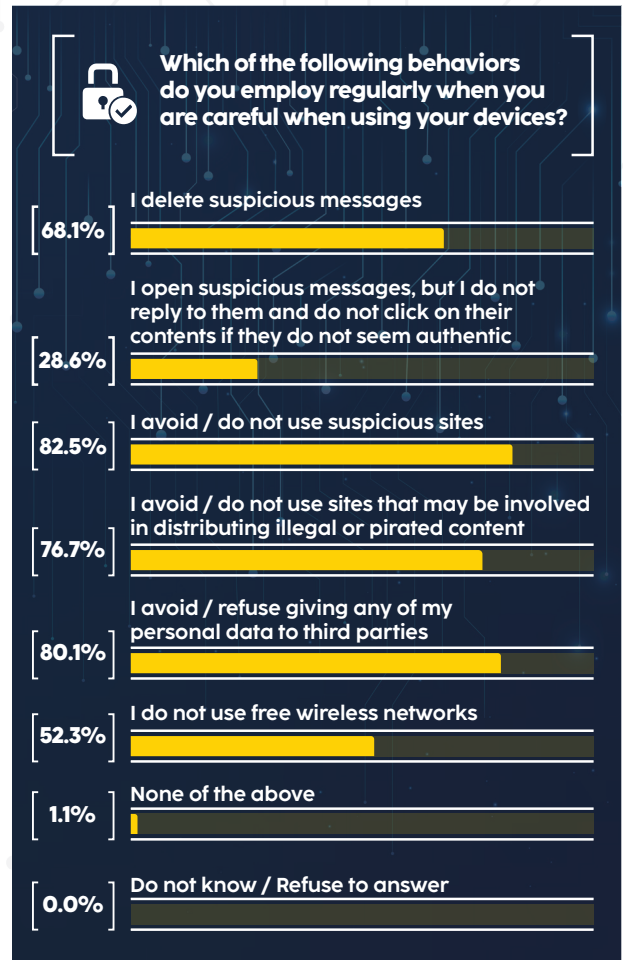 Which of the following behaviors
do you employ regularly when you
are careful when using your devices?
I delete suspicious messages
68.1%
I open suspicious messages, but I do not
reply to them and do not click on their
contents if they do not seem authentic
28.6%
I avoid / do not use suspicious sites
82.5%
I avoid / do not use sites that may be involved
in distributing illegal or pirated content
76.7%
I avoid / refuse giving any of my
personal data to third parties
80.1%
I do not use free wireless networks
52.3%
None of the above
1.1%
Do not know / Refuse to answer
0.0%